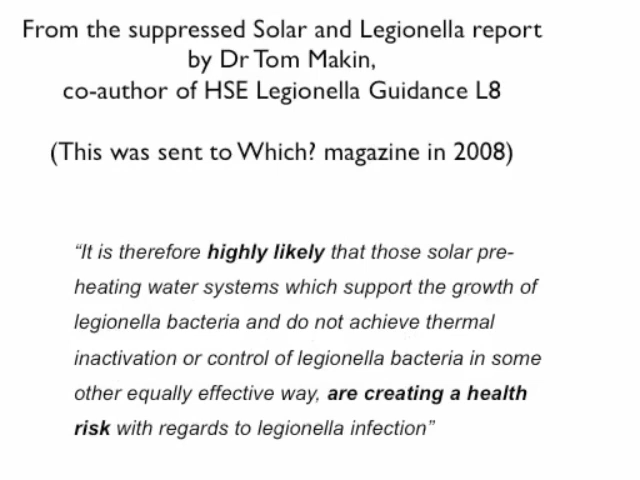 From the suppressed Solar and Legionella report
by Dr Tom Makin,
co-author of HSE Legionella Guidance L8
(This was sent to Which? magazine in 2008)
“It is therefore highly likely that those solar pre-
heating water systems which support the growth of
legionella bacteria and do not achieve thermal
inactivation or control of legionella bacteria in some
other equally effective way, are creating a health
risk with regards to legionella infection”